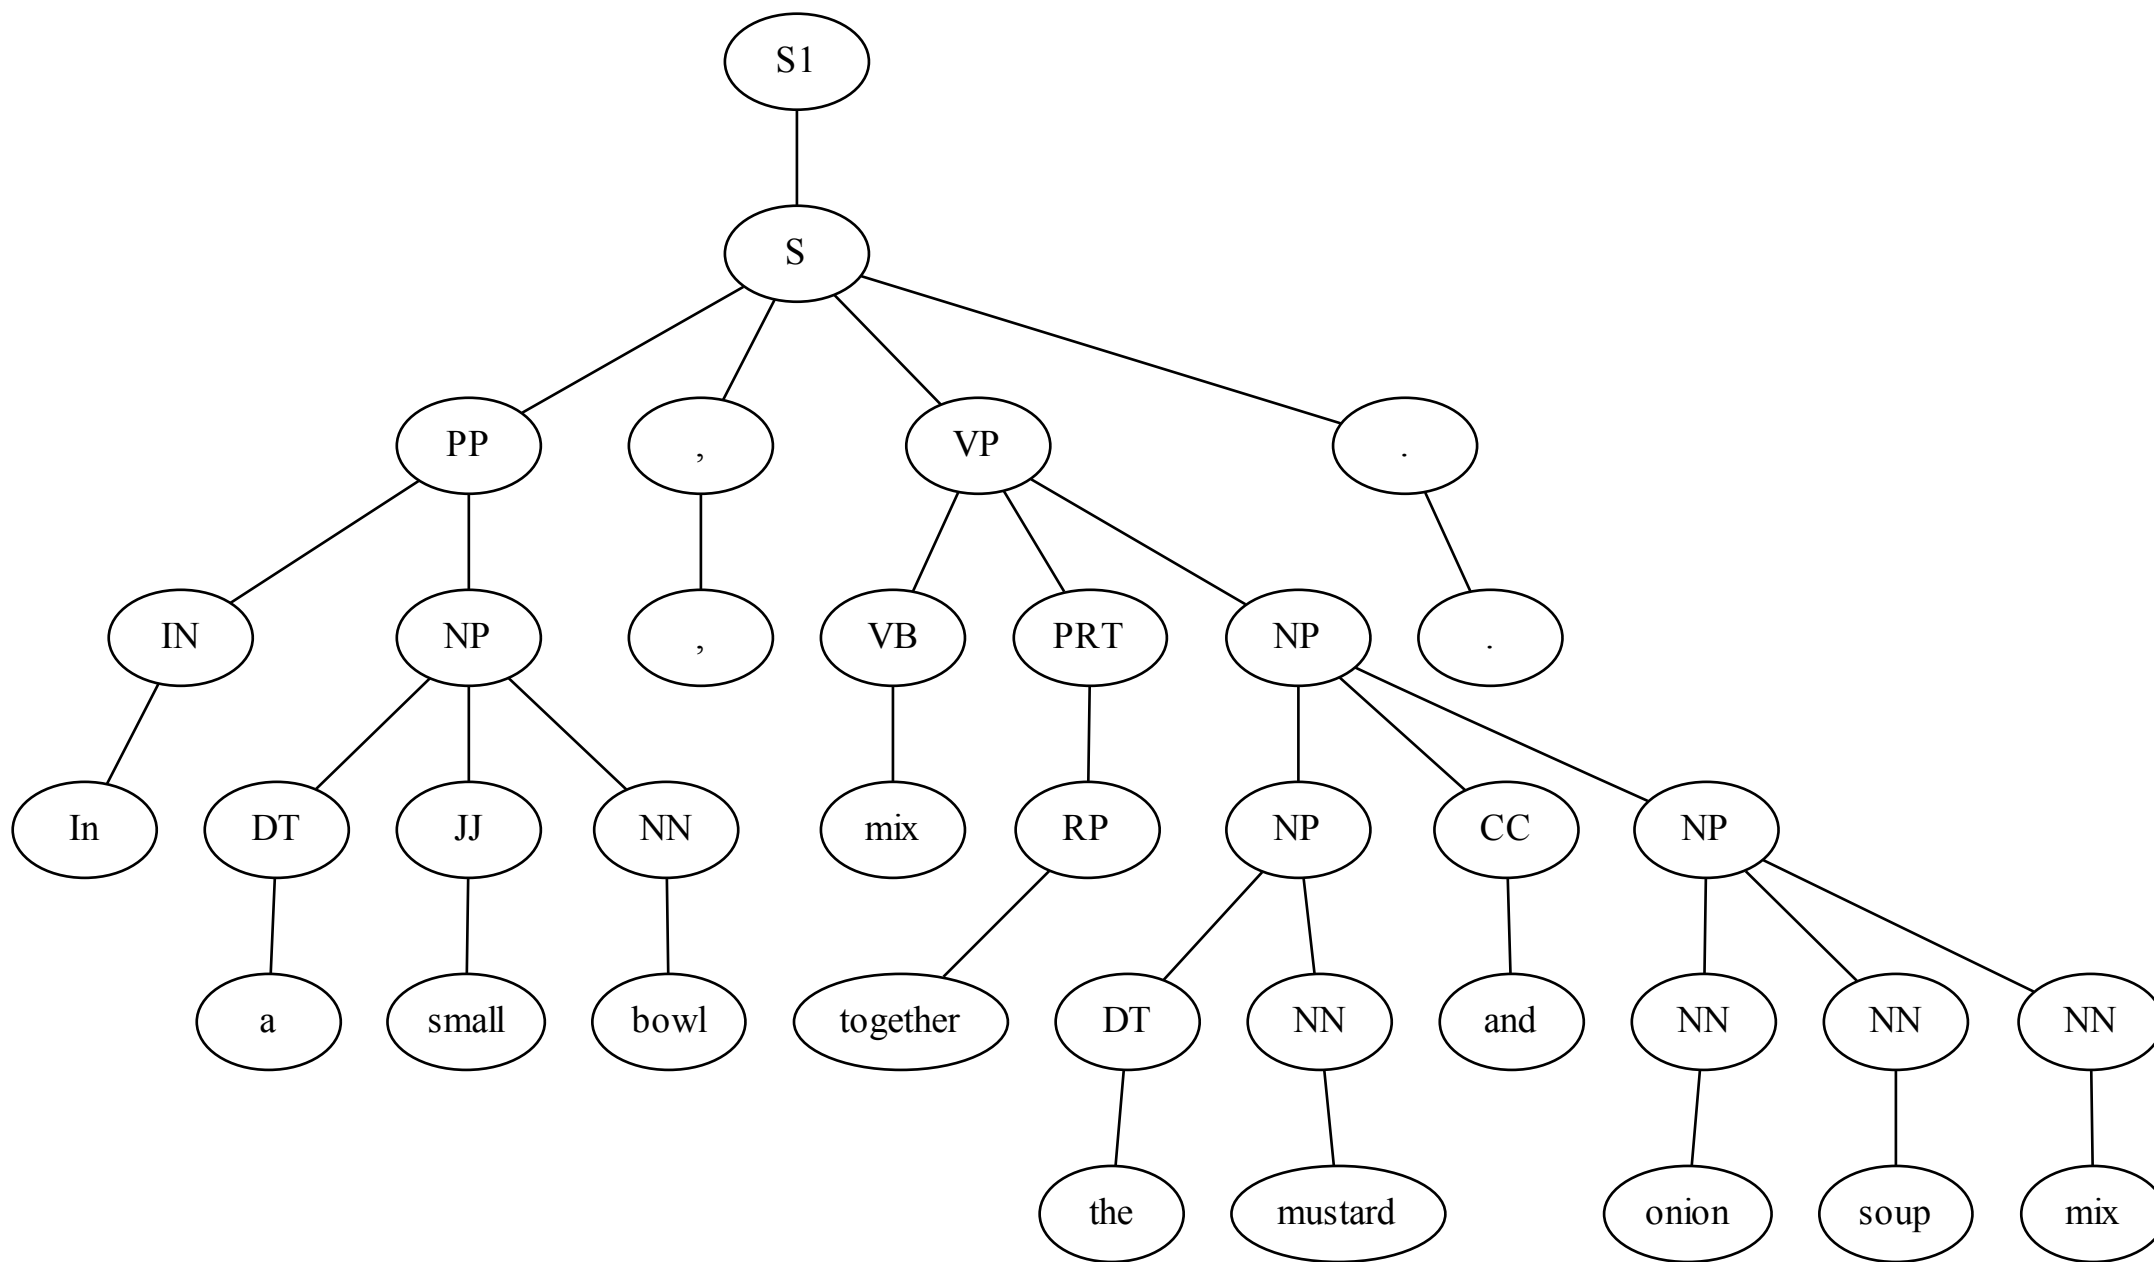 S1
S
PP , VP .
IN NP , VB PRT NP .
In DT JJ NN mix RP NP CC NP
a small bowl together DT NN and NN NN NN
the mustard onion soup mix